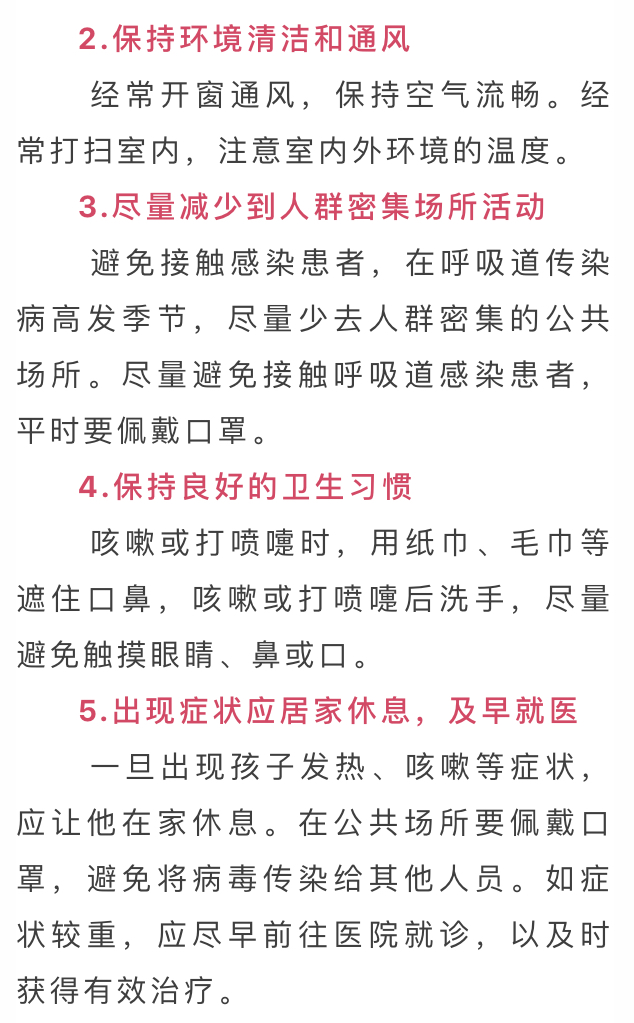 2.保持环境清洁和通风
经常开窗通风，保持空气流畅。经
常打扫室内，注意室内外环境的温度。
3.尽量减少到人群密集场所活动
避免接触感染患者，在呼吸道传染
病高发季节，尽量少去人群密集的公共
场所。尽量避免接触呼吸道感染患者，
平时要佩戴口罩。
4.保持良好的卫生习惯
咳嗽或打喷嚏时，用纸巾、毛巾等
遮住口鼻，咳嗽或打喷嚏后洗手，尽量
避免触摸眼睛、鼻或口。
5.出现症状应居家休息，及早就医
一旦出现孩子发热、咳嗽等症状，
应让他在家休息。在公共场所要佩戴口
罩，避免将病毒传染给其他人员。如症
状较重，应尽早前往医院就诊，以及时
获得有效治疗。